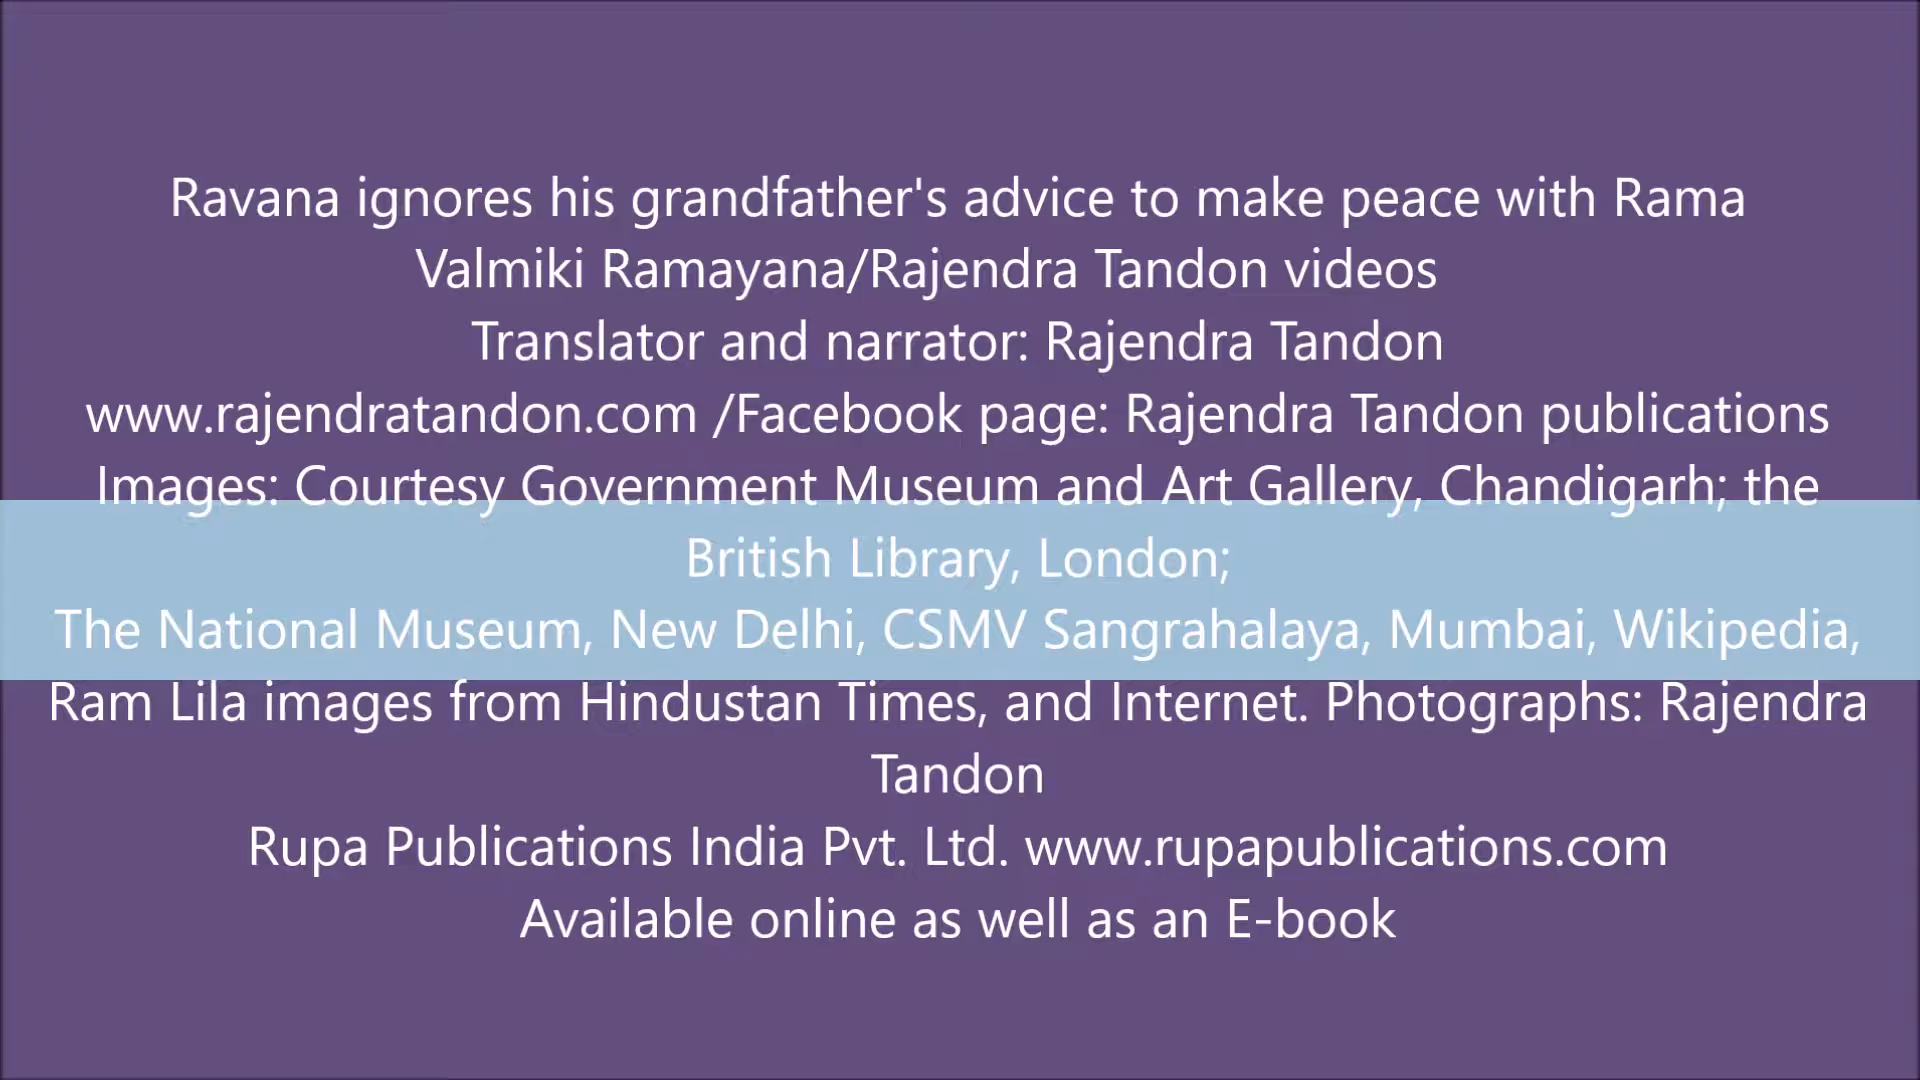 Ravana ignores his grandfather's advice to make peace with Rama
Valmiki Ramayana/Rajendra Tandon videos
Translator and narrator: Rajendra Tandon
www.rajendratandon.com /Facebook page: Rajendra Tandon publications
Images: Courtesy Government Museum and Art Gallery, Chandigarh; the
British Library, London;
The National Museum, New Delhi, CSMV Sangrahalaya, Mumbai, Wikipedia,
Ram Lila images from Hindustan Times, and Internet. Photographs: Rajendra
Tandon
Rupa Publications India Pvt. Ltd. www.rupapublications.com
Available online as well as an E-book